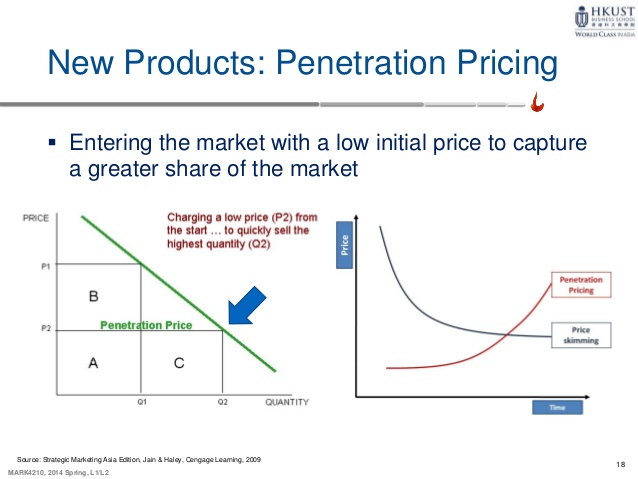 HKUST
BUSINESS SCHOOL
WORLD CLASS IN ASIA
New Products: Penetration Pricing
▪ Entering the market with a low initial price to capture
a greater share of the market
PRICE
Charging a low price (P2) from
the start … to quickly sell the
highest quantity (Q2)
P1
B
P2
Penetration Price
A
C
Q1
Q2
QUANTITY
Price
Penetration
Pricing
Price
skimming
Time
Source: Strategic Marketing Asia Edition, Jain & Haley, Cengage Learning, 2009
18
MARK4210, 2014 Spring, L1/L2